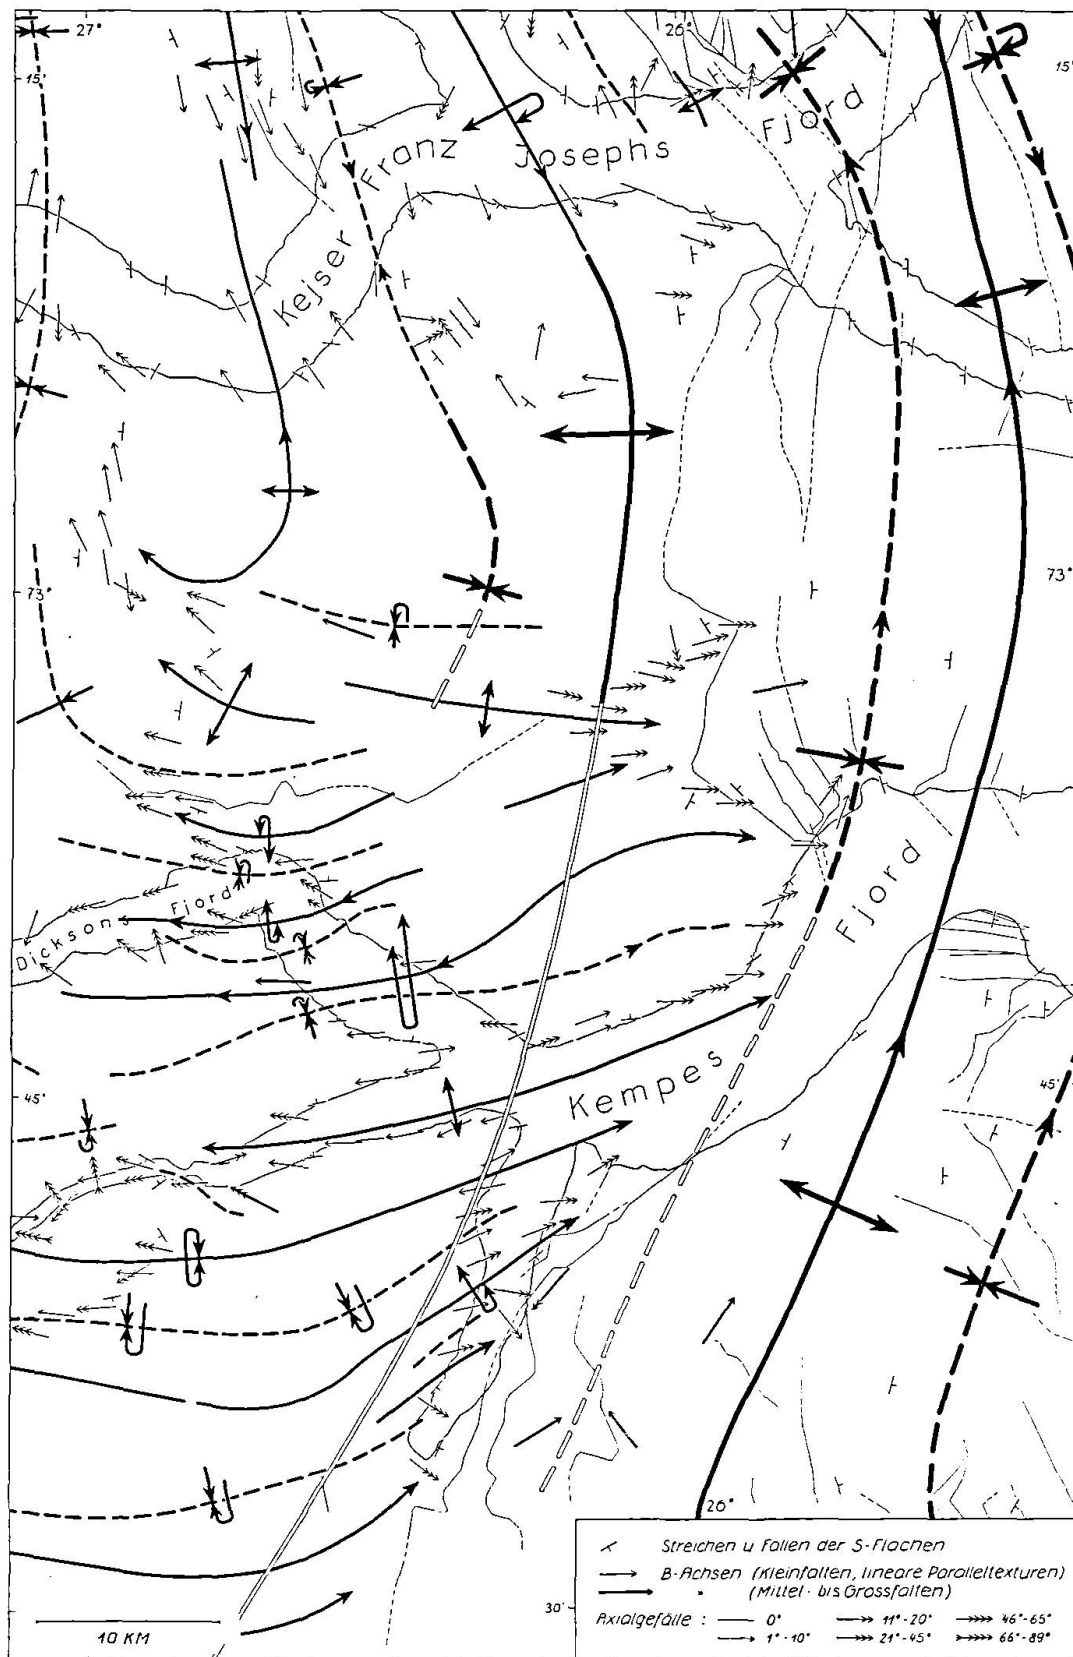 27°
26°
15'
15'
Kejser Franz Josephs Fjord
73°
73°
Dicksons Fjord
Kempes Fjord
45'
45'
26°
30'
10 KM
Streichen u Fallen der S-Flachen
B-Achsen (Kleinfalten, lineare Paralleltexturen)
" (Mittel- bis Grossfalten)
Axialgefälle : 0° 11°-20° 46°-65°
1°-10° 21°-45° 66°-89°